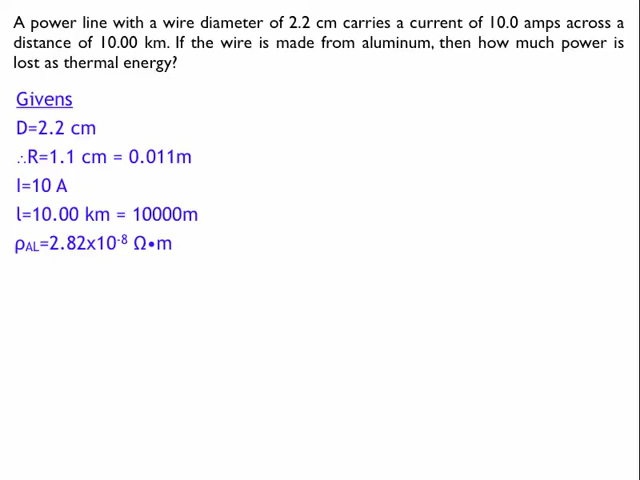 A power line with a wire diameter of 2.2 cm carries a current of 10.0 amps across a
distance of 10.00 km. If the wire is made from aluminum, then how much power is
lost as thermal energy?
Givens
D=2.2 cm
∴R=1.1 cm = 0.011m
I=10 A
l=10.00 km = 10000m
ρAL=2.82x10⁻⁸ Ω•m